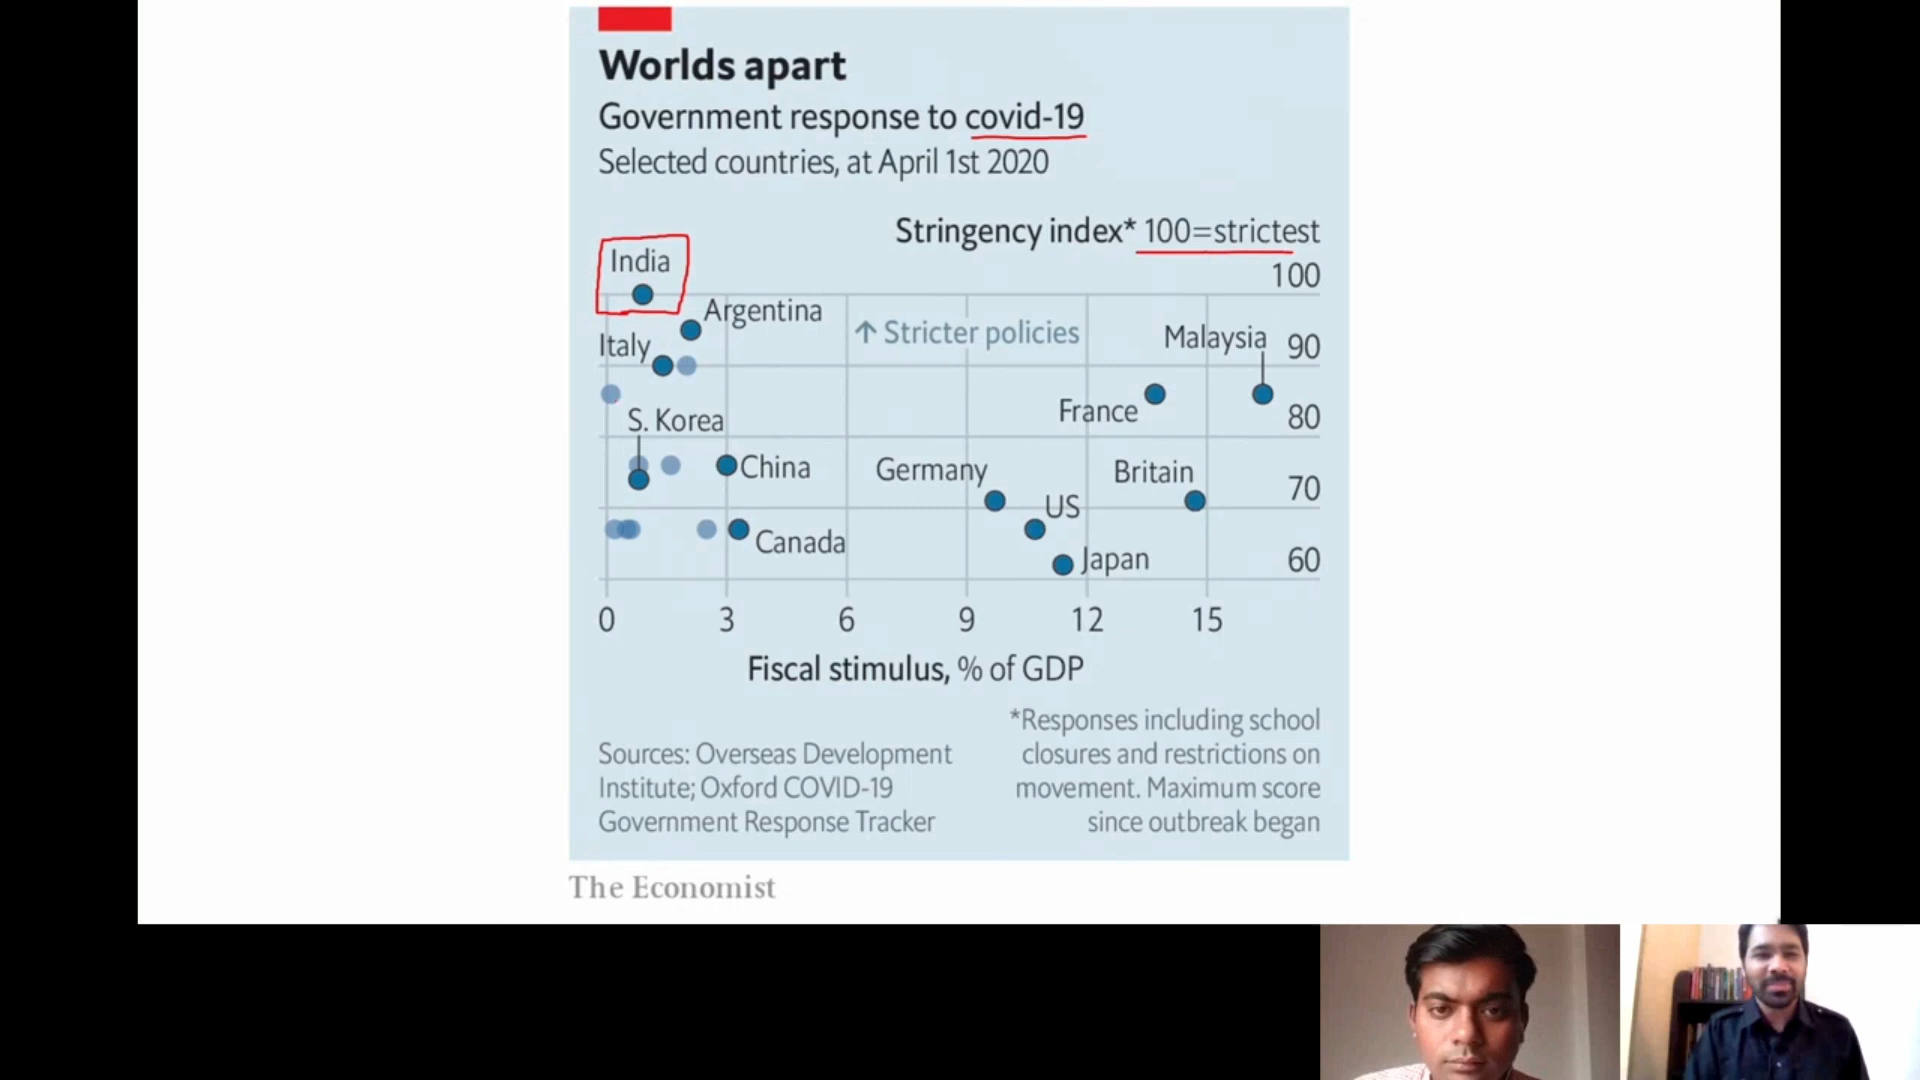 Worlds apart
Government response to covid-19
Selected countries, at April 1st 2020
Stringency index* 100=strictest
India
100
Argentina
↑ Stricter policies
Malaysia
Italy
90
France
S. Korea
80
China
Germany
Britain
70
US
Canada
Japan
60
0 3 6 9 12 15
Fiscal stimulus, % of GDP
*Responses including school
closures and restrictions on
movement. Maximum score
since outbreak began
Sources: Overseas Development
Institute; Oxford COVID-19
Government Response Tracker
The Economist